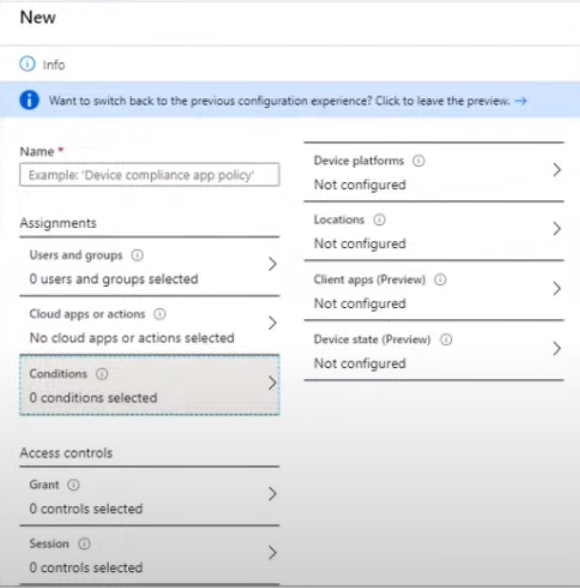 New
Info
Want to switch back to the previous configuration experience? Click to leave the preview. →
Name *
Example: 'Device compliance app policy'
Assignments
Users and groups
0 users and groups selected
Cloud apps or actions
No cloud apps or actions selected
Conditions
0 conditions selected
Access controls
Grant
0 controls selected
Session
0 controls selected
Device platforms
Not configured
Locations
Not configured
Client apps (Preview)
Not configured
Device state (Preview)
Not configured